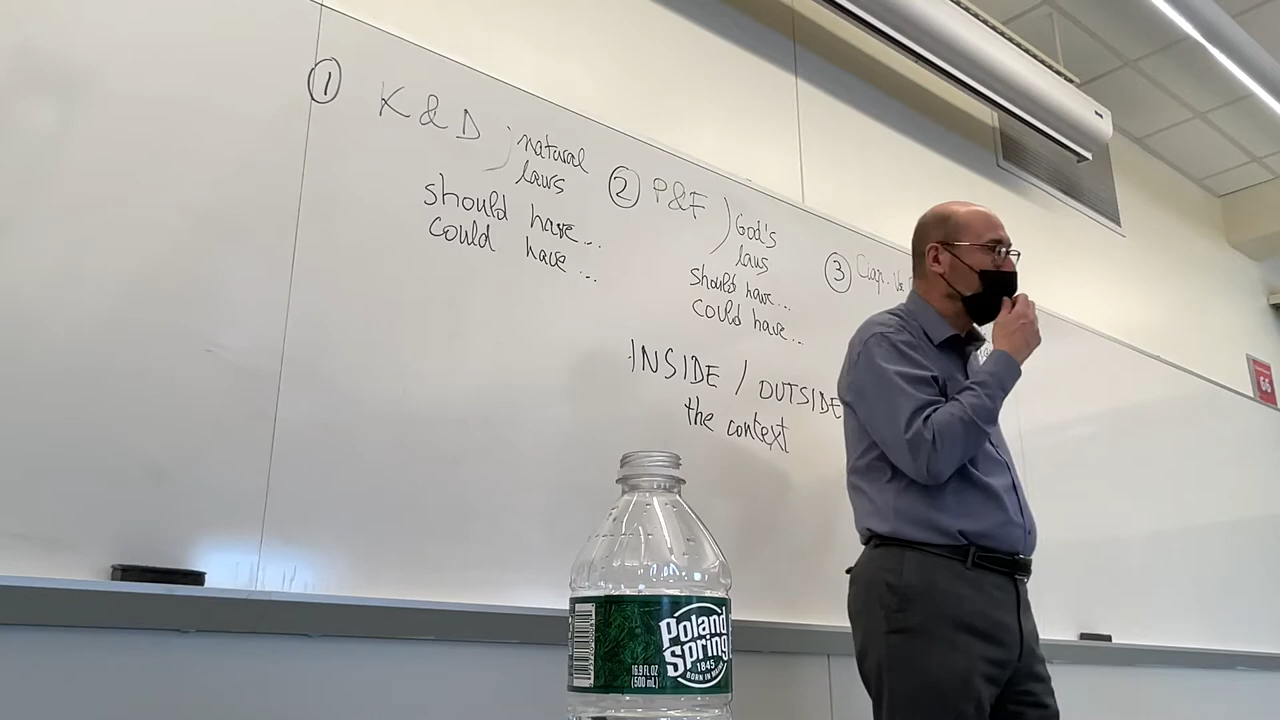 ① K & D ) natural
laws
should have...
could have...
② P&F ) God's
laws
should have...
could have...
③
INSIDE / OUTSIDE
the context
Poland
Spring
1845
BORN IN MAINE
16.9 FL OZ
(500 mL)
66